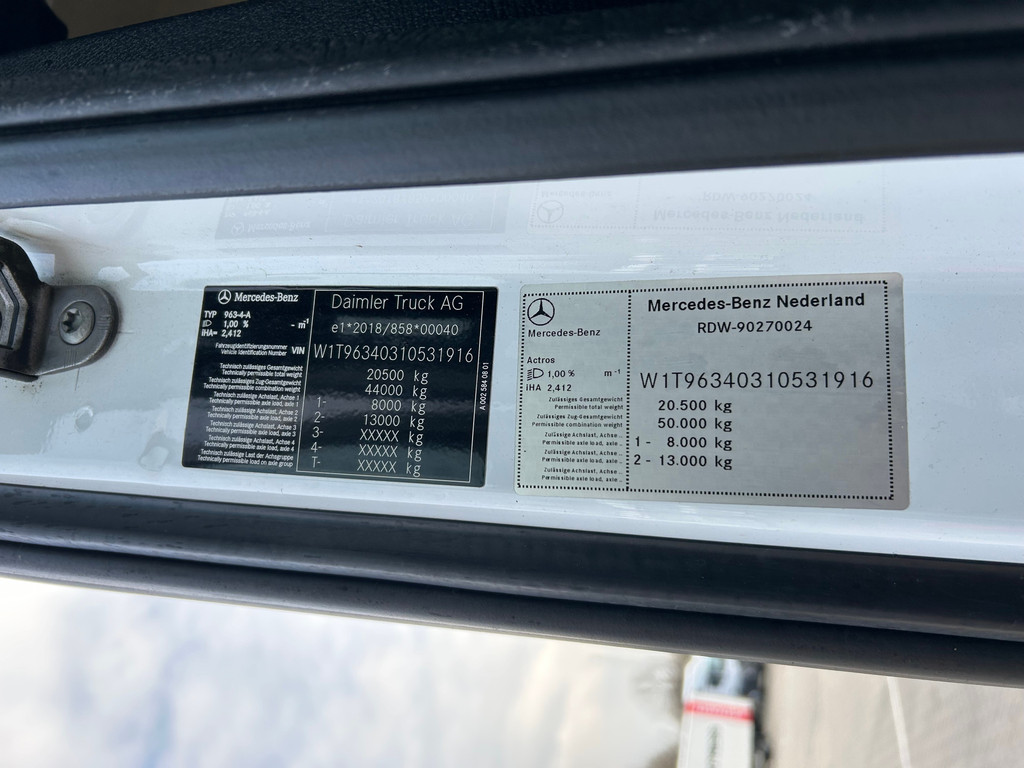 Mercedes-Benz
TYP 963-4-A
1,00 % - m⁻¹
iHA= 2,412
Fahrzeugidentifizierungsnummer
Vehicle Identification Number VIN
Technisch zulässiges Gesamtgewicht
Technically permissible total weight
Technisch zulässiges Zug-Gesamtgewicht
Technically permissible combination weight
Technisch zulässige Achslast, Achse 1
Technically permissible axle load, axle 1
Technisch zulässige Achslast, Achse 2
Technically permissible axle load, axle 2
Technisch zulässige Achslast, Achse 3
Technically permissible axle load, axle 3
Technisch zulässige Achslast, Achse 4
Technically permissible axle load, axle 4
Technisch zulässige Last der Achsgruppe
Technically permissible load on axle group
Daimler Truck AG
e1*2018/858*00040
W1T96340310531916
20500 kg
44000 kg
1- 8000 kg
2- 13000 kg
3- XXXXX kg
4- XXXXX kg
T- XXXXX kg
A 002 584 08 01
Mercedes-Benz
Actros
1,00 % m⁻¹
iHA 2,412
Zulässiges Gesamtgewicht
Permissible total weight
Zulässiges Zug-Gesamtgewicht
Permissible combination weight
Zulässige Achslast, Achse ..
Permissible axle load, axle ..
Zulässige Achslast, Achse ..
Permissible axle load, axle ..
Zulässige Achslast, Achse ..
Permissible axle load, axle ..
Mercedes-Benz Nederland
RDW-90270024
W1T96340310531916
20.500 kg
50.000 kg
1 - 8.000 kg
2 - 13.000 kg